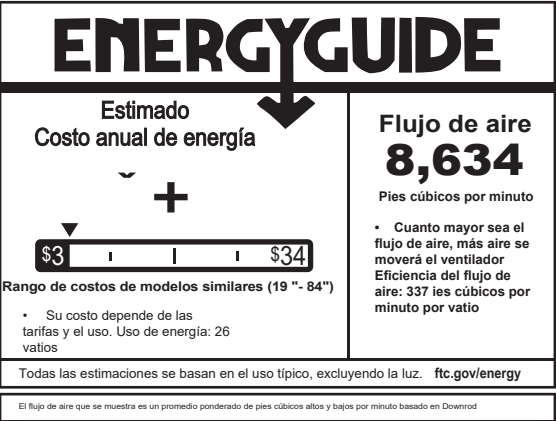 ENERGYGUIDE
Estimado
Costo anual de energía
+
$3 $34
Rango de costos de modelos similares (19 "- 84")
• Su costo depende de las
tarifas y el uso. Uso de energía: 26
vatios
Flujo de aire
8,634
Pies cúbicos por minuto
• Cuanto mayor sea el
flujo de aire, más aire se
moverá el ventilador
Eficiencia del flujo de
aire: 337 ies cúbicos por
minuto por vatio
Todas las estimaciones se basan en el uso típico, excluyendo la luz. ftc.gov/energy
El flujo de aire que se muestra es un promedio ponderado de pies cúbicos altos y bajos por minuto basado en Downrod